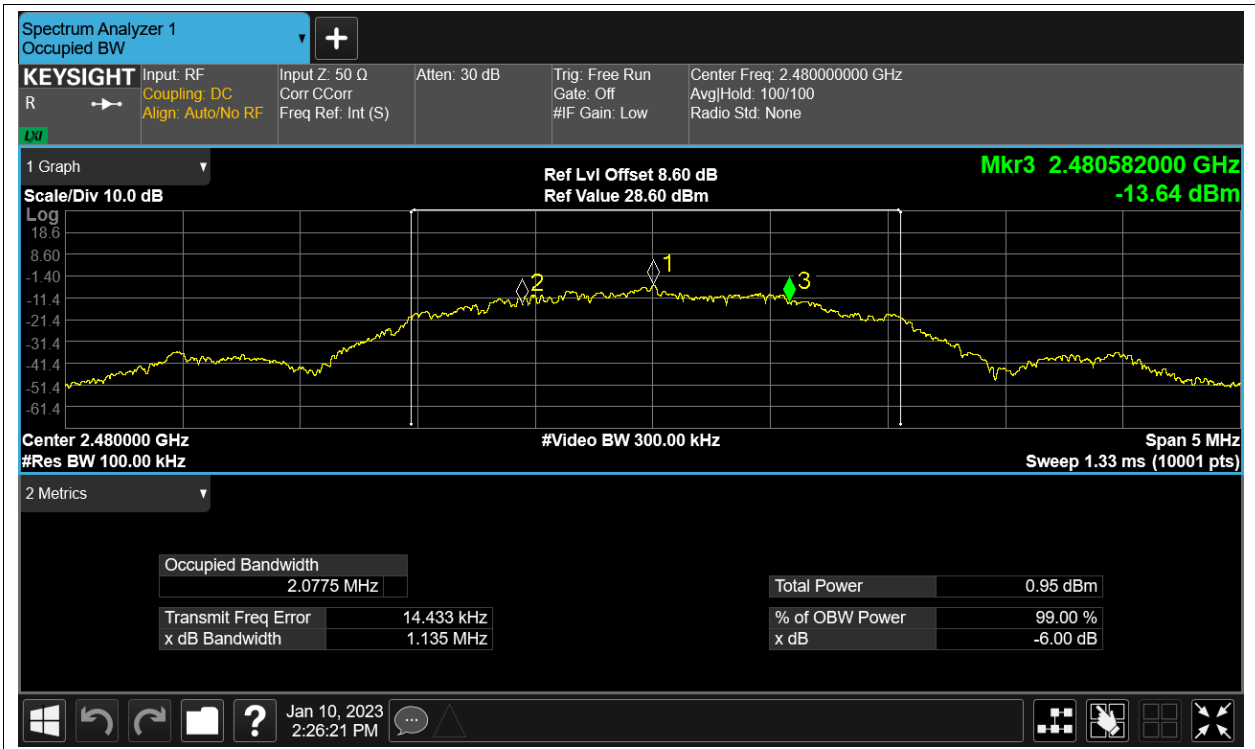 Spectrum Analyzer 1
Occupied BW
KEYSIGHT
R
LXI
Input: RF
Coupling: DC
Align: Auto/No RF
Input Z: 50 Ω
Corr CCorr
Freq Ref: Int (S)
Atten: 30 dB
Trig: Free Run
Gate: Off
#IF Gain: Low
Center Freq: 2.480000000 GHz
Avg|Hold: 100/100
Radio Std: None
1 Graph
Scale/Div 10.0 dB
Ref Lvl Offset 8.60 dB
Ref Value 28.60 dBm
Mkr3 2.480582000 GHz
-13.64 dBm
Log
18.6
8.60
-1.40
-11.4
-21.4
-31.4
-41.4
-51.4
-61.4
1
2
3
Center 2.480000 GHz
#Res BW 100.00 kHz
#Video BW 300.00 kHz
Span 5 MHz
Sweep 1.33 ms (10001 pts)
2 Metrics
Occupied Bandwidth
2.0775 MHz
Transmit Freq Error 14.433 kHz
x dB Bandwidth 1.135 MHz
Total Power 0.95 dBm
% of OBW Power 99.00 %
x dB -6.00 dB
?
Jan 10, 2023
2:26:21 PM